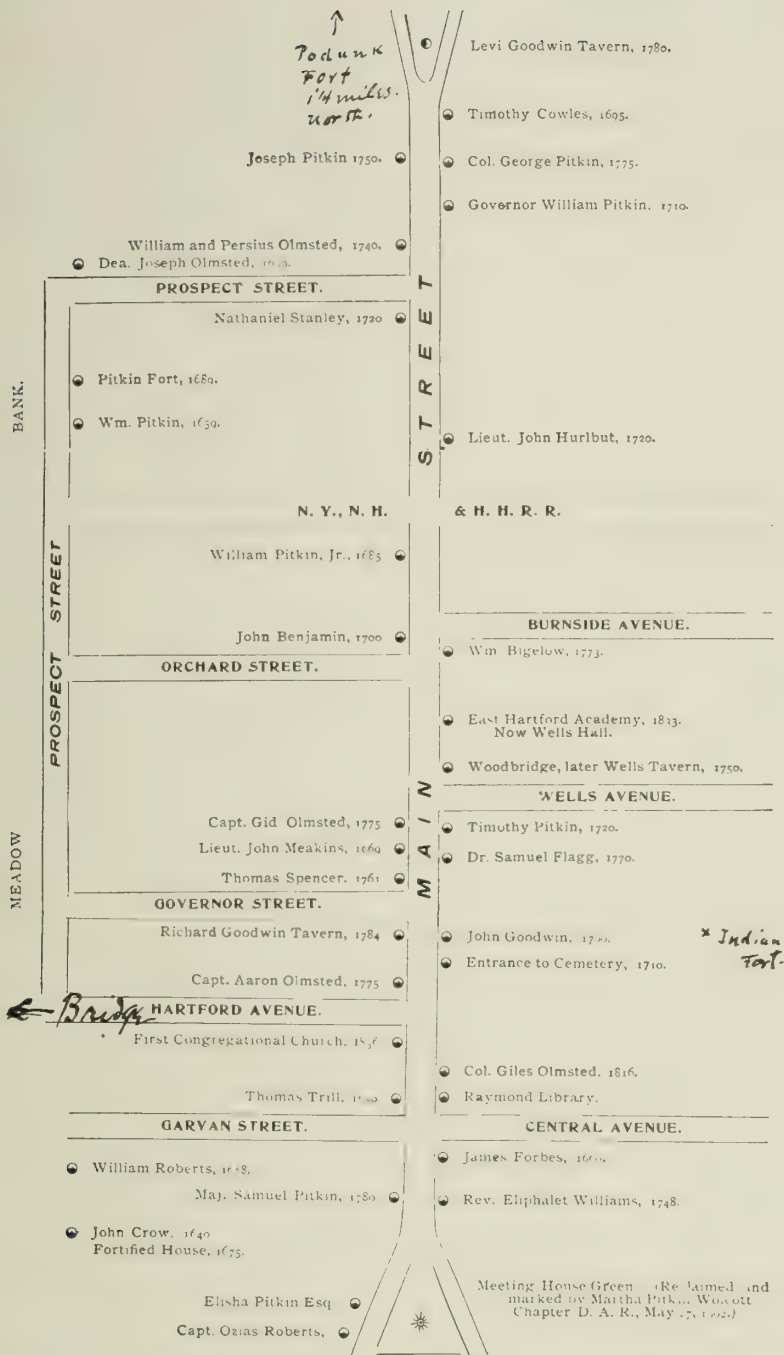 ↑
Podunk
Fort
1¼ miles.
north.
Levi Goodwin Tavern, 1780.
Timothy Cowles, 1695.
Joseph Pitkin 1750.
Col. George Pitkin, 1775.
Governor William Pitkin, 1710.
William and Persius Olmsted, 1740.
Dea. Joseph Olmsted,
PROSPECT STREET.
Nathaniel Stanley, 1720
STREET
Pitkin Fort, 1680.
BANK.
Wm. Pitkin, 1659.
Lieut. John Hurlbut, 1720.
N. Y., N. H. & H. H. R. R.
William Pitkin, Jr., 1685
PROSPECT STREET
BURNSIDE AVENUE.
John Benjamin, 1700
Wm Bigelow, 1773.
ORCHARD STREET.
East Hartford Academy, 1833.
Now Wells Hall.
Woodbridge, later Wells Tavern, 1750.
WELLS AVENUE.
MAIN
Capt. Gid Olmsted, 1775
Timothy Pitkin, 1720.
Lieut. John Meakins, 1669
Dr. Samuel Flagg, 1770.
MEADOW
Thomas Spencer. 1761
GOVERNOR STREET.
Richard Goodwin Tavern, 1784
John Goodwin,
x Indian
Fort.
Entrance to Cemetery, 1710.
Capt. Aaron Olmsted, 1775
← Bridge HARTFORD AVENUE.
First Congregational Church, 1836
Col. Giles Olmsted, 1816.
Thomas Trill,
Raymond Library.
GARVAN STREET.
CENTRAL AVENUE.
James Forbes,
William Roberts,
Maj. Samuel Pitkin, 1780
Rev. Eliphalet Williams, 1748.
John Crow, 1640
Fortified House, 1675.
Meeting House Green and
Elisha Pitkin Esq
marked by Martha
Chapter D. A. R., May
Capt. Ozias Roberts,